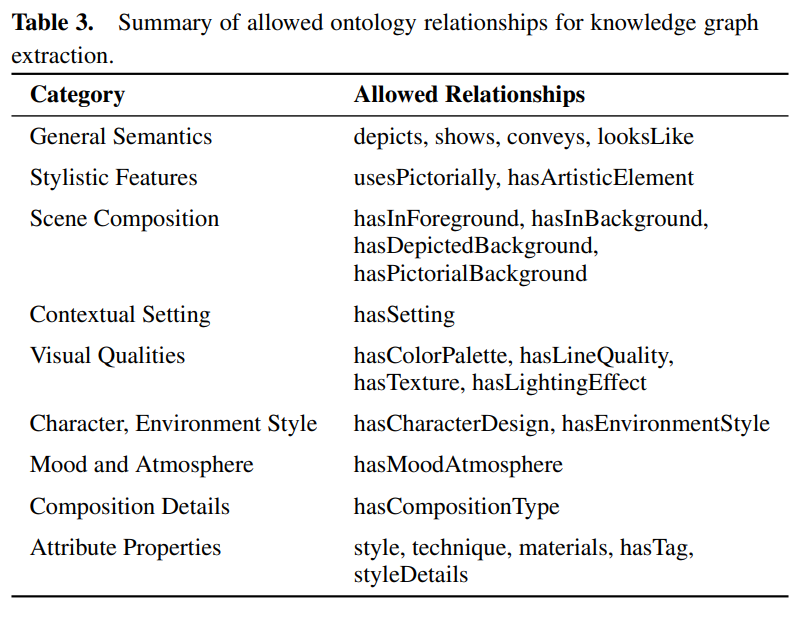 Table 3. Summary of allowed ontology relationships for knowledge graph
extraction.
Category Allowed Relationships
General Semantics depicts, shows, conveys, looksLike
Stylistic Features usesPictorially, hasArtisticElement
Scene Composition hasInForeground, hasInBackground,
hasDepictedBackground,
hasPictorialBackground
Contextual Setting hasSetting
Visual Qualities hasColorPalette, hasLineQuality,
hasTexture, hasLightingEffect
Character, Environment Style hasCharacterDesign, hasEnvironmentStyle
Mood and Atmosphere hasMoodAtmosphere
Composition Details hasCompositionType
Attribute Properties style, technique, materials, hasTag,
styleDetails